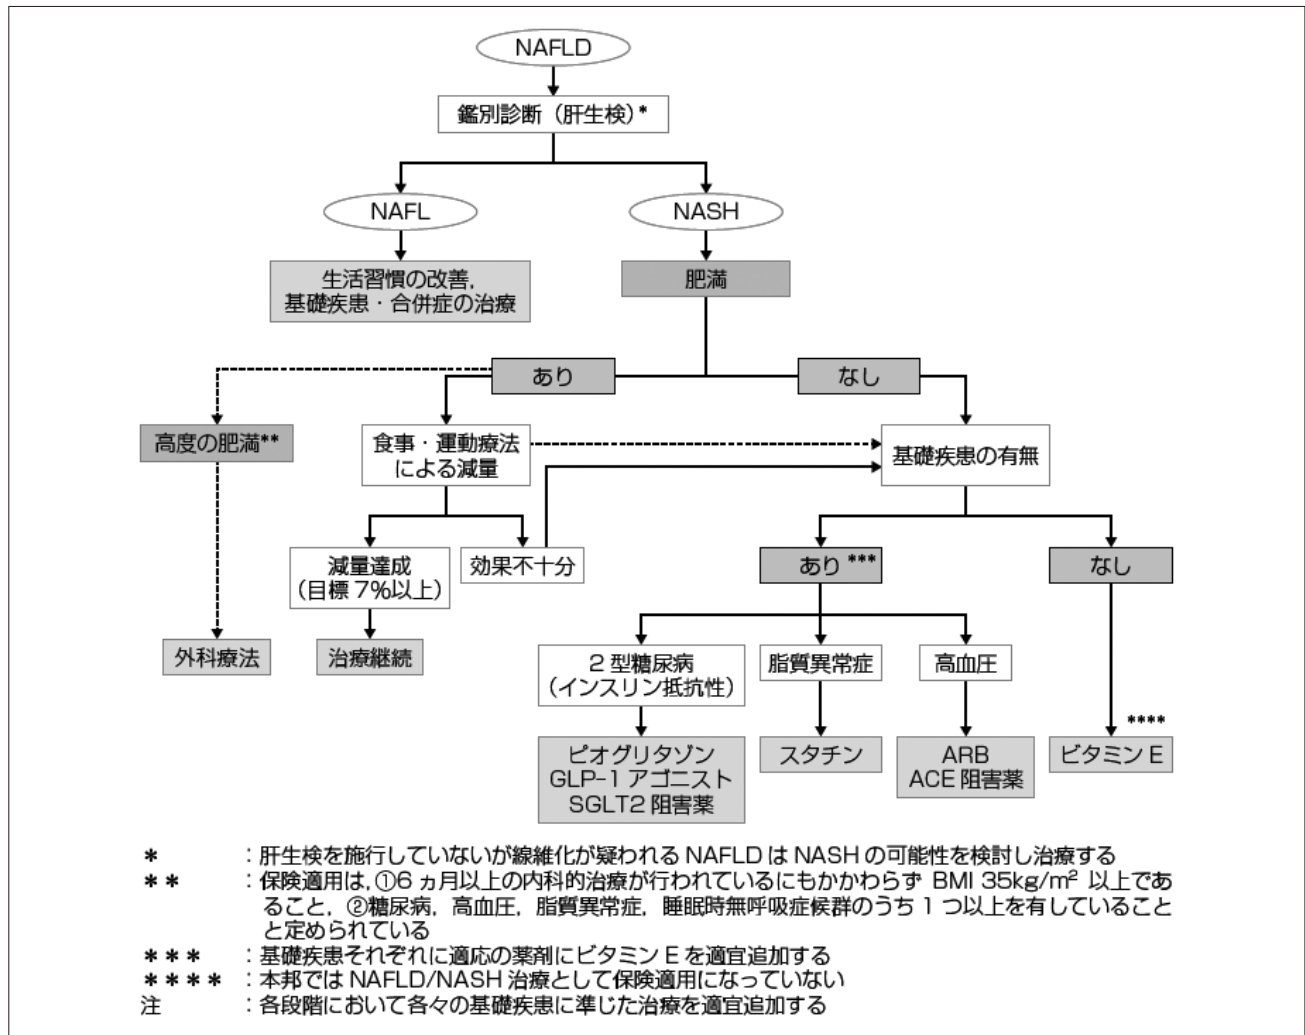 NAFLD
鑑別診断（肝生検）*
NAFL
NASH
生活習慣の改善，
基礎疾患・合併症の治療
肥満
あり
なし
高度の肥満**
食事・運動療法
による減量
基礎疾患の有無
減量達成
（目標 7％以上）
効果不十分
あり ***
なし
外科療法
治療継続
2 型糖尿病
（インスリン抵抗性）
脂質異常症
高血圧
****
ピオグリタゾン
GLP-1 アゴニスト
SGLT2 阻害薬
スタチン
ARB
ACE 阻害薬
ビタミン E
* ：肝生検を施行していないが線維化が疑われる NAFLD は NASH の可能性を検討し治療する
** ：保険適用は，①6 ヵ月以上の内科的治療が行われているにもかかわらず BMI 35kg/m² 以上であ
ること，②糖尿病，高血圧，脂質異常症，睡眠時無呼吸症候群のうち 1 つ以上を有していること
と定められている
*** ：基礎疾患それぞれに適応の薬剤にビタミン E を適宜追加する
**** ：本邦では NAFLD/NASH 治療として保険適用になっていない
注 ：各段階において各々の基礎疾患に準じた治療を適宜追加する